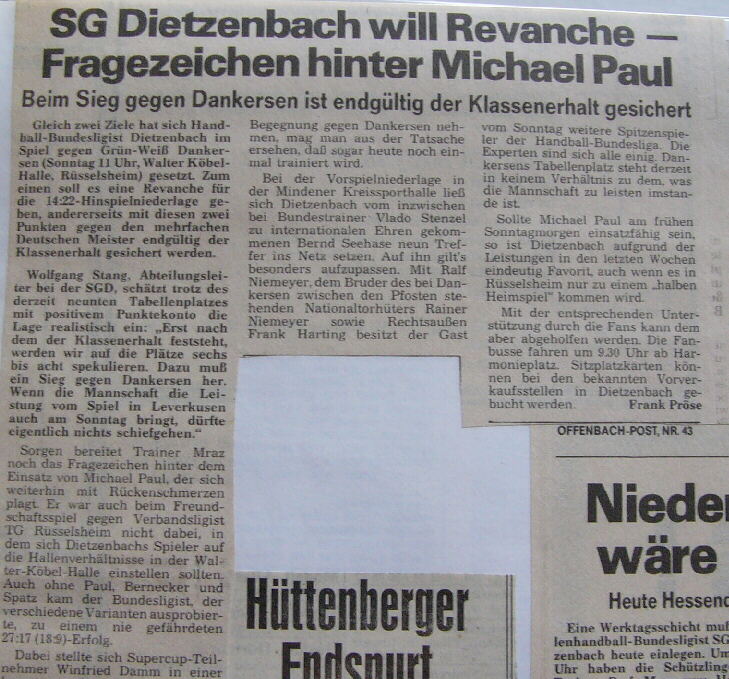 SG Dietzenbach will Revanche —
Fragezeichen hinter Michael Paul
Beim Sieg gegen Dankersen ist endgültig der Klassenerhalt gesichert
Gleich zwei Ziele hat sich Hand-
ball-Bundesligist Dietzenbach im
Spiel gegen Grün-Weiß Danker-
sen (Sonntag 11 Uhr, Walter Köbel-
Halle, Rüsselsheim) gesetzt. Zum
einen soll es eine Revanche für
die 14:22-Hinspielniederlage ge-
ben, andererseits mit diesen zwei
Punkten gegen den mehrfachen
Deutschen Meister endgültig der
Klassenerhalt gesichert werden.
Wolfgang Stang, Abteilungslei-
ter bei der SGD, schätzt trotz des
derzeit neunten Tabellenplatzes
mit positivem Punktekonto die
Lage realistisch ein: „Erst nach
dem der Klassenerhalt feststeht,
werden wir auf die Plätze sechs
bis acht spekulieren. Dazu muß
ein Sieg gegen Dankersen her.
Wenn die Mannschaft die Lei-
stung vom Spiel in Leverkusen
auch am Sonntag bringt, dürfte
eigentlich nichts schiefgehen.“
Sorgen bereitet Trainer Mraz
noch das Fragezeichen hinter dem
Einsatz von Michael Paul, der sich
weiterhin mit Rückenschmerzen
plagt. Er war auch beim Freund-
schaftsspiel gegen Verbandsligist
TG Rüsselsheim nicht dabei, in
dem sich Dietzenbachs Spieler auf
die Hallenverhältnisse in der Wal-
ter-Köbel-Halle einstellen sollten.
Auch ohne Paul, Bernecker und
Spatz kam der Bundesligist, der
verschiedene Varianten ausprobier-
te, zu einem nie gefährdeten
27:17 (18:9)-Erfolg.
Dabei stellte sich Supercup-Teil-
nehmer Winfried Damm in einer
Begegnung gegen Dankersen neh-
men, mag man aus der Tatsache
ersehen, daß sogar heute noch ein-
mal trainiert wird.
Bei der Vorspielniederlage in
der Mindener Kreissporthalle ließ
sich Dietzenbach vom inzwischen
bei Bundestrainer Vlado Stenzel
zu internationalen Ehren gekom-
menen Bernd Seehase neun Tref-
fer ins Netz setzen. Auf ihn gilt's
besonders aufzupassen. Mit Ralf
Niemeyer, dem Bruder des bei Dan-
kersen zwischen den Pfosten ste-
henden Nationaltorhüters Rainer
Niemeyer sowie Rechtsaußen
Frank Harting besitzt der Gast
vom Sonntag weitere Spitzenspie-
ler der Handball-Bundesliga. Die
Experten sind sich alle einig. Dan-
kersens Tabellenplatz steht derzeit
in keinem Verhältnis zu dem, was
die Mannschaft zu leisten imstan-
de ist.
Sollte Michael Paul am frühen
Sonntagmorgen einsatzfähig sein,
so ist Dietzenbach aufgrund der
Leistungen in den letzten Wochen
eindeutig Favorit, auch wenn es in
Rüsselsheim nur zu einem „halben
Heimspiel“ kommen wird.
Mit der entsprechenden Unter-
stützung durch die Fans kann dem
aber abgeholfen werden. Die Fan-
busse fahren um 9.30 Uhr ab Har-
monieplatz. Sitzplatzkarten kön-
nen bei den bekannten Vorver-
kaufsstellen in Dietzenbach ge-
bucht werden. Frank Pröse
OFFENBACH-POST, NR. 43
Hüttenberger
Endspurt
Nieder
wäre
Heute Hessend
Eine Werktagsschicht muß
lenhandball-Bundesligist SG
zenbach heute einlegen. Um
Uhr haben die Schützling